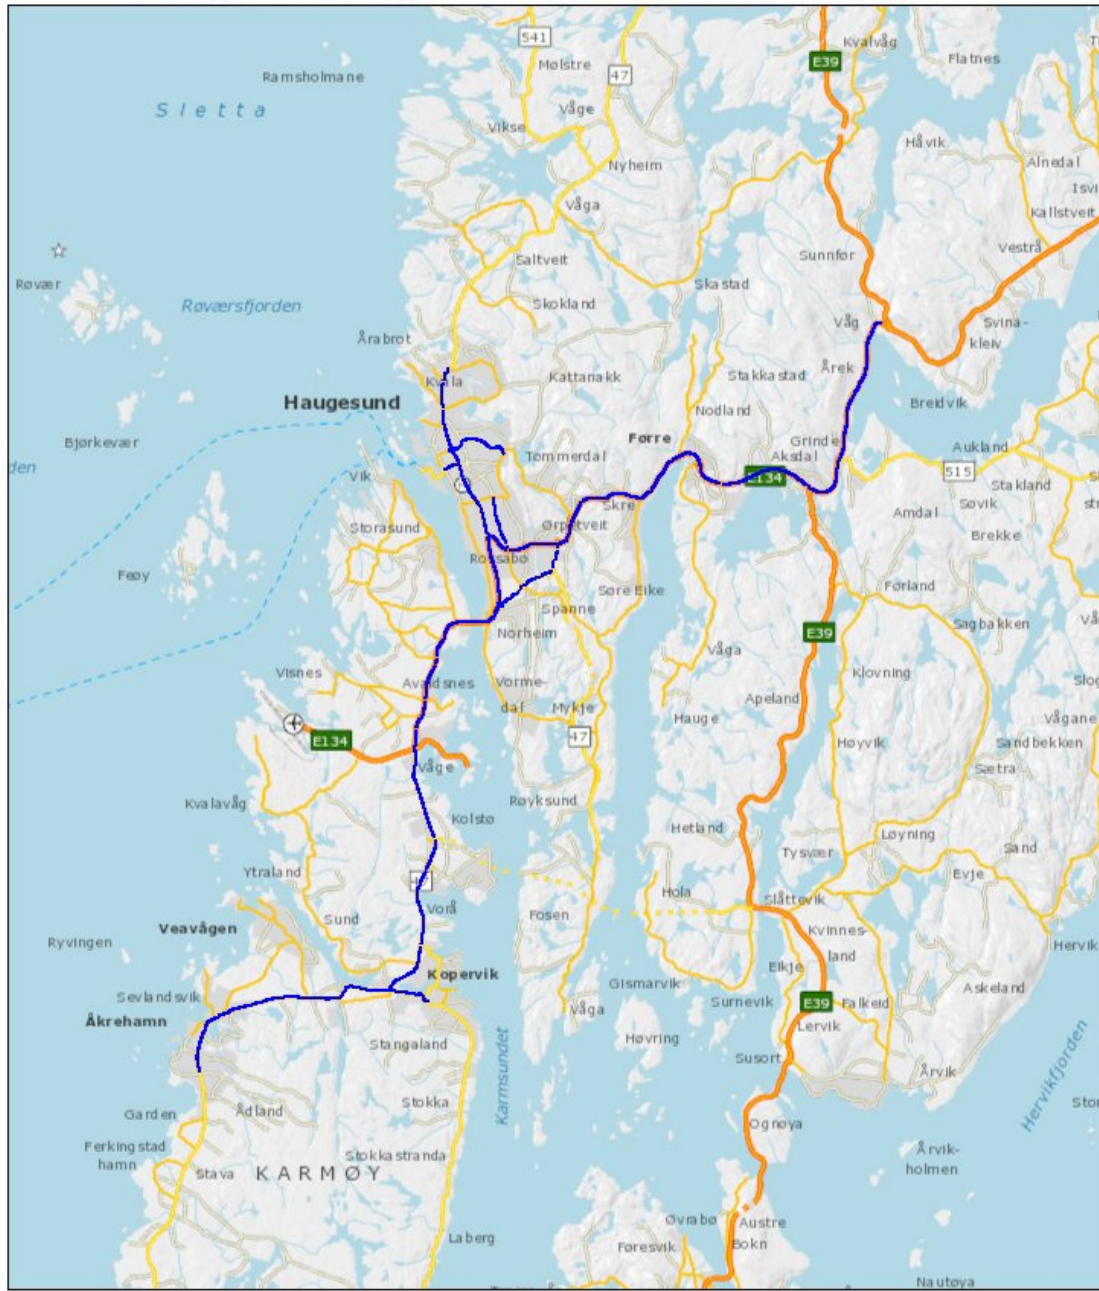 541
Mølstre
E39
Kvalvåg
Flatnes
Ramsholmane
47
Sletta
Våge
Vikse
Håvik
Nyheim
Alnedal
Isvi
Våga
Kallstveit
Vestrå
Saltveit
Sunnfør
Røvær
Skastad
Røværsfjorden
Skokland
Våg
Svina-
kleiv
Årabrot
Kvala
Kattanakk
Stakkastad
Årek
Haugesund
Breidvik
Nodland
Bjørkevær
Førre
Grinde
Aukland
Tommerdal
Aksdal
den
Vik
E134
515
Stakland
Storasund
Skre
Søvik
Amdal
Ørpetveit
Brekke
Rossabø
Feøy
Søre Eike
Førland
Spanne
Sagbakken
Norheim
E39
Våga
Visnes
Klovning
Avaldsnes
Vorme-
dal
Mykje
Apeland
Hauge
Vågane
E134
47
Høyvik
Sandbekken
Våge
Sætra
Kvalavåg
Røyksund
Kolstø
Hetland
Løyning
Sand
Tysvær
Ytraland
Evje
Hola
Vorå
Slåttevik
Sund
Fosen
Veavågen
Kvinnes-
land
Ryvingen
Hervik
Eikje
Kopervik
Gismarvik
Askeland
Sevlandsvik
Surnevik
E39
Falkeid
Våga
Åkrehamn
Lervik
Høvring
Stangaland
Susort
Karmsundet
Hervikfjorden
Årvik
Stokka
Garden
Ådland
Ognøya
Ferkingstad
hamn
Stokkastranda
Årvik-
holmen
Stava
KARMØY
Øvrabø
Austre
Bokn
Laberg
Føresvik
Nautøya